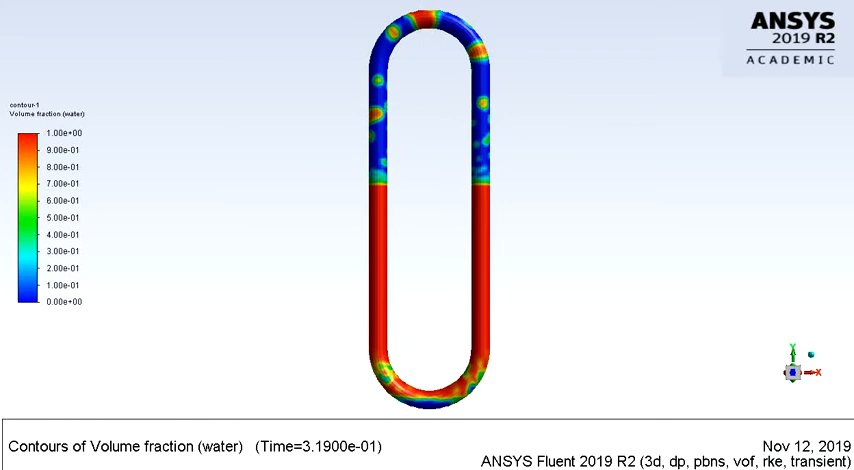 ANSYS
2019 R2
ACADEMIC
contour-1
Volume fraction (water)
1.00e+00
9.00e-01
8.00e-01
7.00e-01
6.00e-01
5.00e-01
4.00e-01
3.00e-01
2.00e-01
1.00e-01
0.00e+00
Y
X
Contours of Volume fraction (water) (Time=3.1900e-01)
Nov 12, 2019
ANSYS Fluent 2019 R2 (3d, dp, pbns, vof, rke, transient)